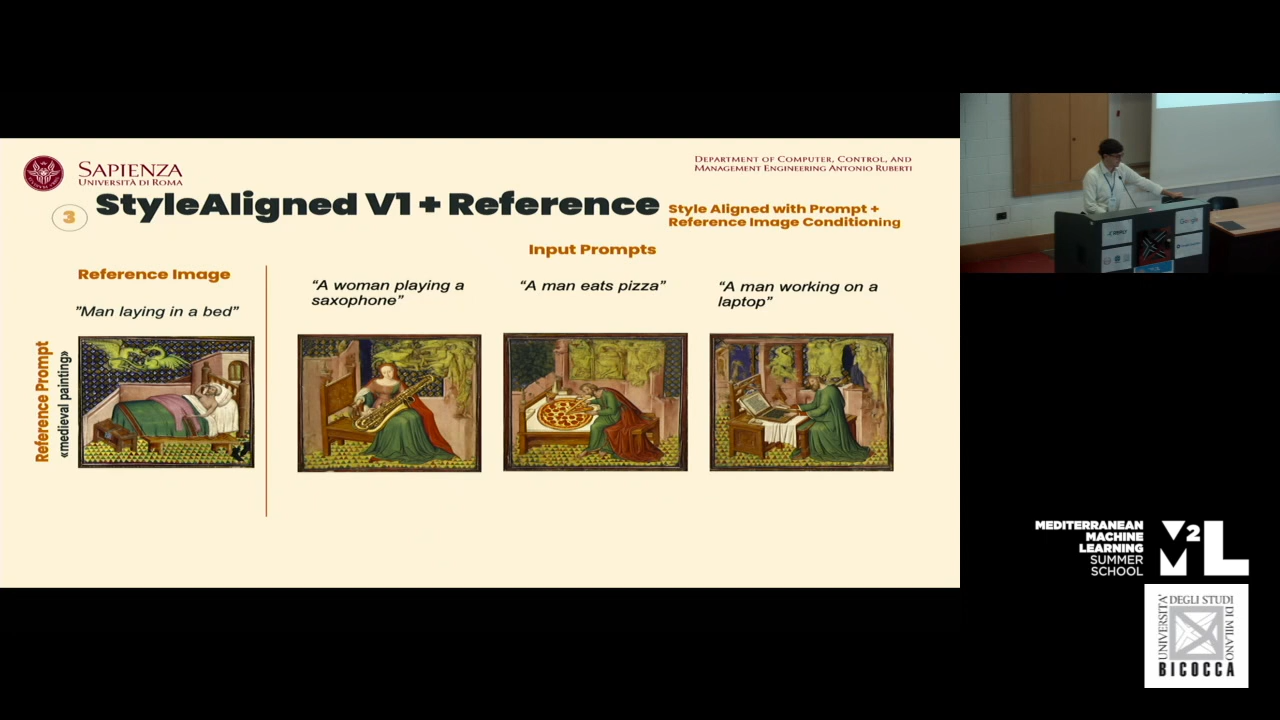 SAPIENZA
UNIVERSITÀ DI ROMA
DEPARTMENT OF COMPUTER, CONTROL, AND
MANAGEMENT ENGINEERING ANTONIO RUBERTI
3
StyleAligned V1 + Reference
Style Aligned with Prompt +
Reference Image Conditioning
Input Prompts
Reference Image
"Man laying in a bed"
“A woman playing a
saxophone”
“A man eats pizza”
“A man working on a
laptop”
Reference Prompt
«medieval painting»
MEDITERRANEAN
MACHINE
LEARNING
SUMMER
SCHOOL
M2L
UNIVERSITA'
DEGLI STUDI
DI MILANO
BICOCCA
Google